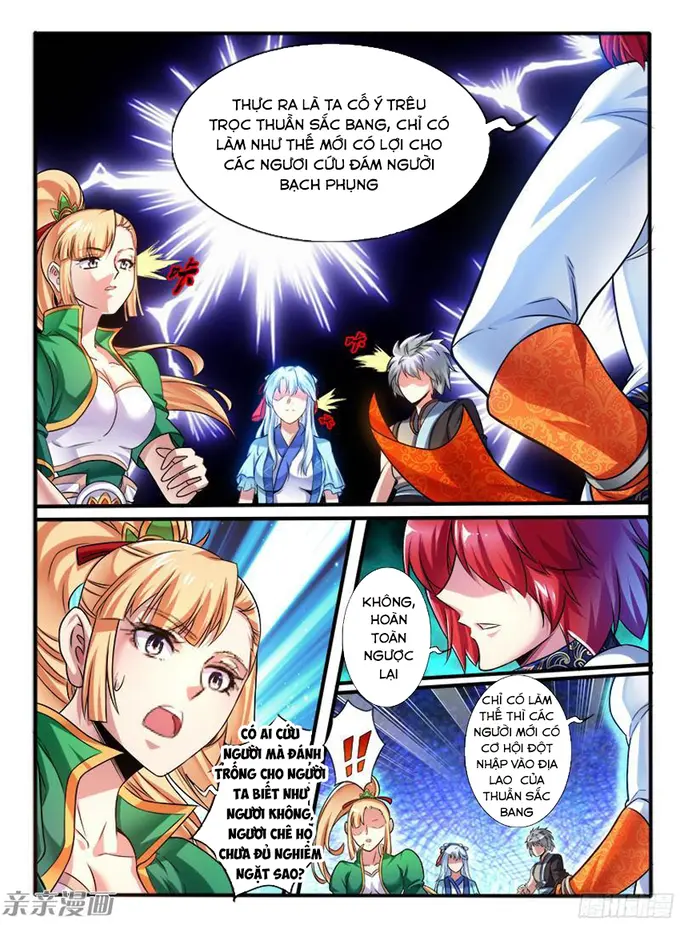 THỰC RA LÀ TA CỐ Ý TRÊU
TRỌC THUẦN SẮC BANG, CHỈ CÓ
LÀM NHƯ THẾ MỚI CÓ LỢI CHO
CÁC NGƯƠI CỨU ĐÁM NGƯỜI
BẠCH PHỤNG
咔
咔
咔
KHÔNG,
HOÀN
TOÀN
NGƯỢC
LẠI
CÓ AI CỨU
NGƯỜI MÀ ĐÁNH
TRỐNG CHO NGƯỜI
TA BIẾT NHƯ
NGƯƠI KHÔNG,
NGƯƠI CHÊ HỌ
CHƯA ĐỦ NGHIÊM
NGẶT SAO?
!!
CHỈ CÓ LÀM
THẾ THÌ CÁC
NGƯƠI MỚI CÓ
CƠ HỘI ĐỘT
NHẬP VÀO ĐỊA
LAO CỦA
THUẦN SẮC
BANG
亲亲漫画